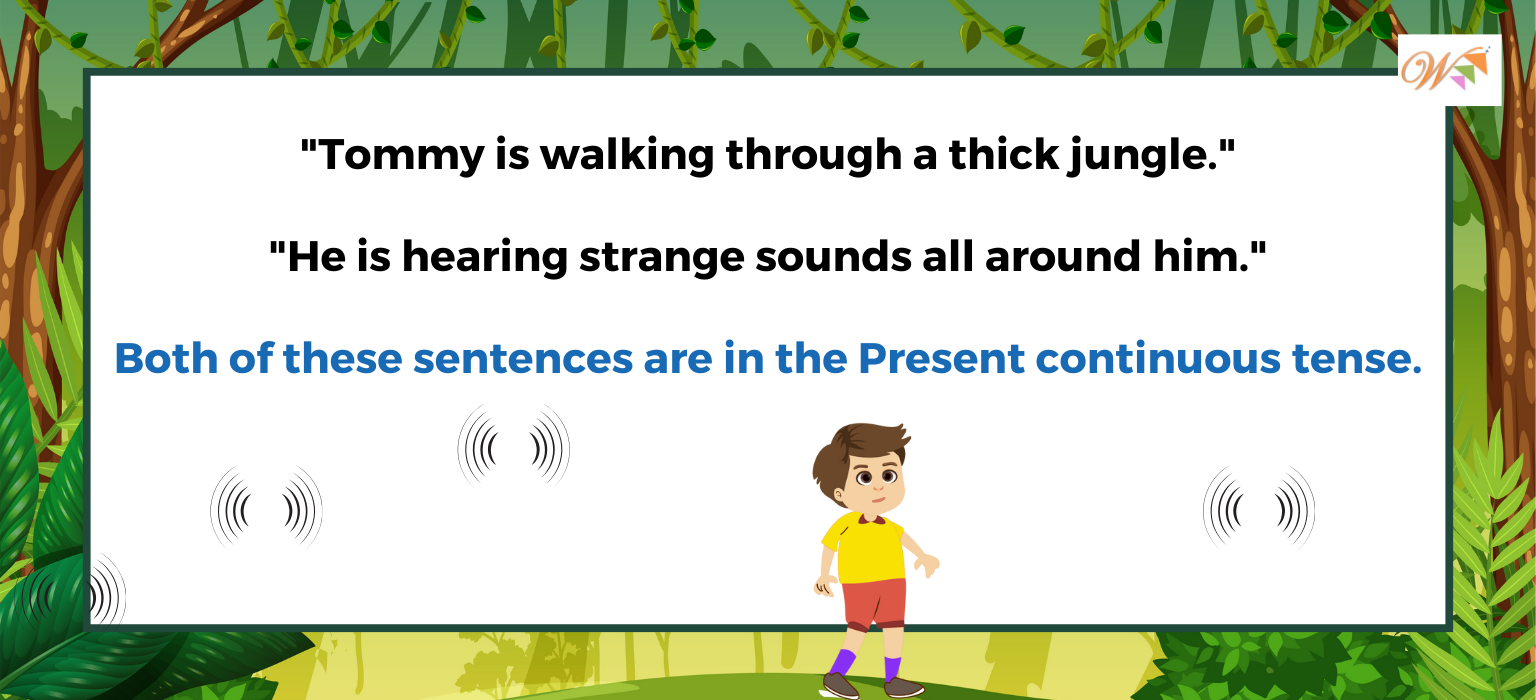 W
"Tommy is walking through a thick jungle."
"He is hearing strange sounds all around him."
Both of these sentences are in the Present continuous tense.